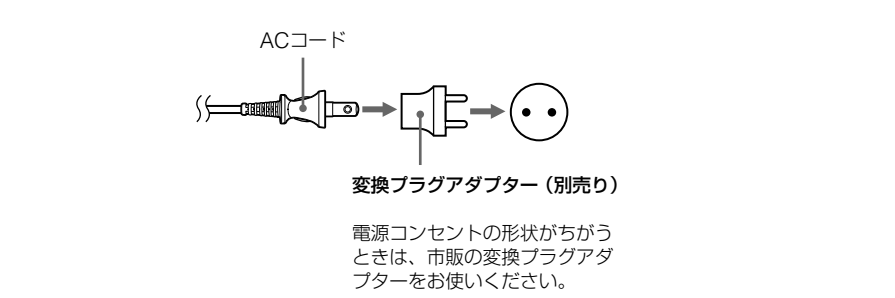 ACコード
変換プラグアダプター(別売り)
電源コンセントの形状がちがう
ときは、市販の変換プラグアダ
プターをお使いください。